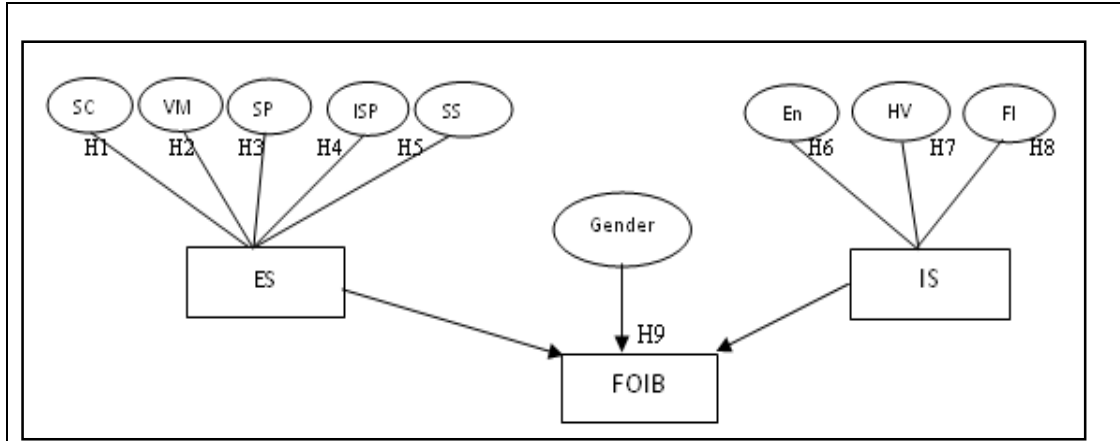 SC VM SP ISP SS En HV FI
H1 H2 H3 H4 H5 H6 H7 H8
Gender
ES IS
H9
FOIB